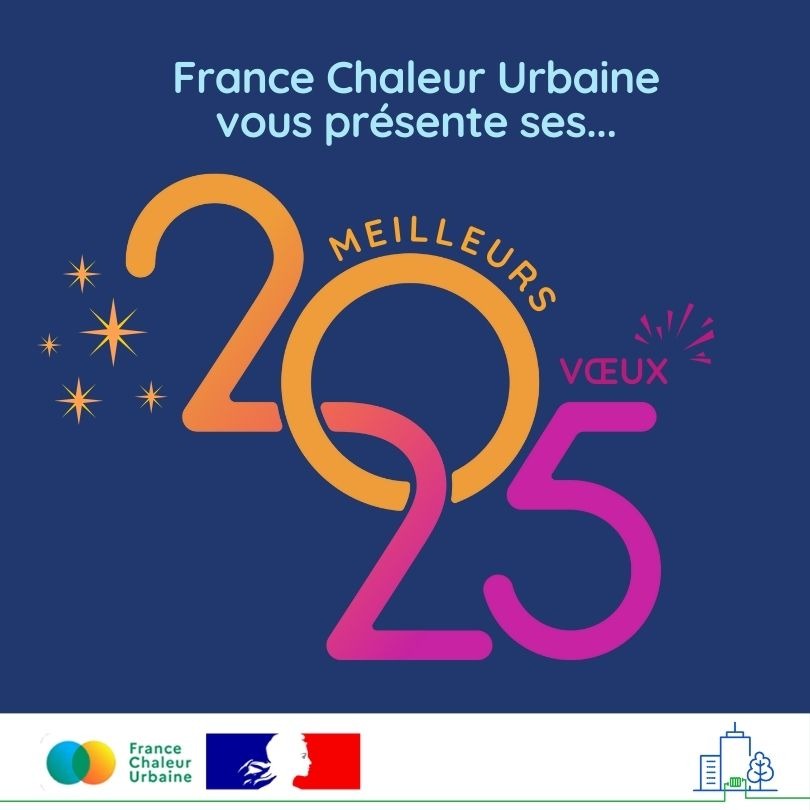 France Chaleur Urbaine
vous présente ses...
MEILLEURS
VŒUX
2025
France
Chaleur
Urbaine